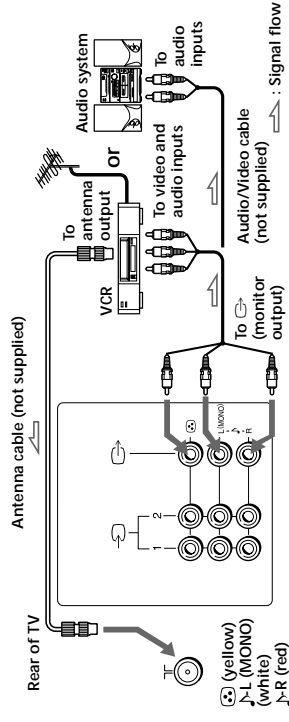 Antenna cable (not supplied)
Rear of TV
To
antenna
output
VCR
or
Audio system
To
audio
inputs
To video and
audio inputs
Audio/Video cable
(not supplied)
: Signal flow
To
(monitor
output)
1
2
L(MONO)
R
(yellow)
-L (MONO)
(white)
-R (red)